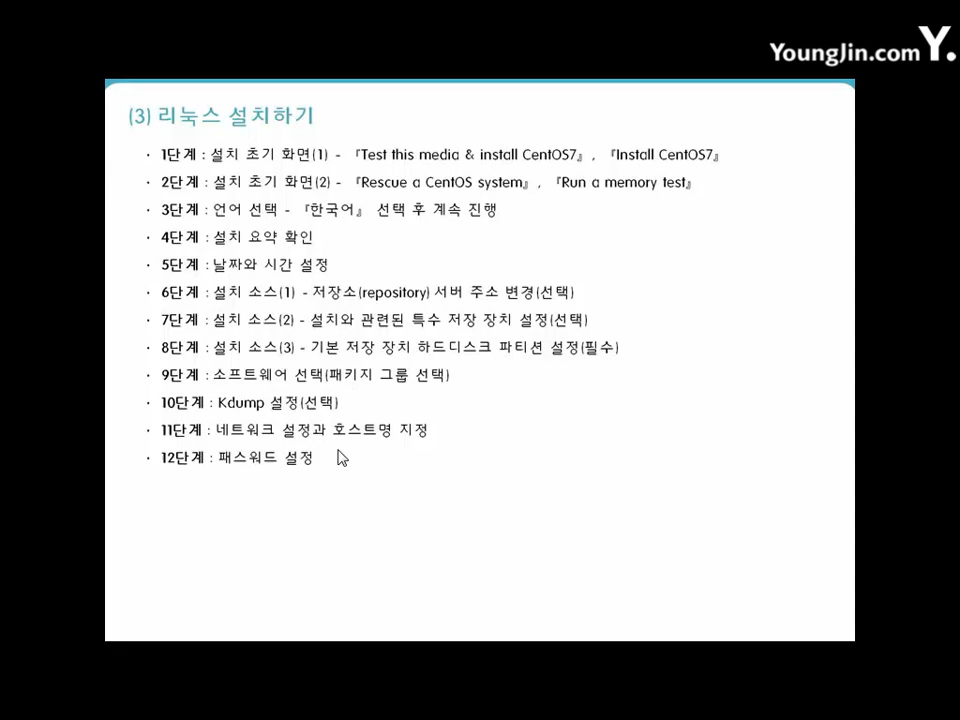 YoungJin.com Y.
(3) 리눅스 설치하기
· 1단계 : 설치 초기 화면(1) - 『Test this media & install CentOS7』, 『Install CentOS7』
· 2단계 : 설치 초기 화면(2) - 『Rescue a CentOS system』, 『Run a memory test』
· 3단계 : 언어 선택 - 『한국어』 선택 후 계속 진행
· 4단계 : 설치 요약 확인
· 5단계 : 날짜와 시간 설정
· 6단계 : 설치 소스(1) - 저장소(repository) 서버 주소 변경(선택)
· 7단계 : 설치 소스(2) - 설치와 관련된 특수 저장 장치 설정(선택)
· 8단계 : 설치 소스(3) - 기본 저장 장치 하드디스크 파티션 설정(필수)
· 9단계 : 소프트웨어 선택(패키지 그룹 선택)
· 10단계 : Kdump 설정(선택)
· 11단계 : 네트워크 설정과 호스트명 지정
· 12단계 : 패스워드 설정